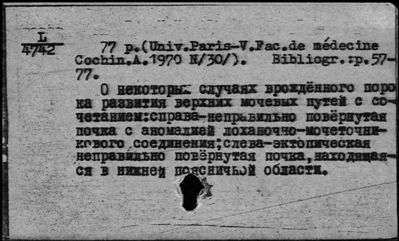 L
4742
77 p.(Univ.Paris-V.Fac.de médecine
Cochin.A.1970 N/30/). Bibliogr.:p.57-
77.
О некоторых случаях врождённого поро
ка развития верхних мочевых путей с со-
четанием:справа-неправильно повёрнутая
почка с аномалией лоханочно-мочеточни-
кового соединения;слева-эктопическая
неправильно повёрнутая почка,находящая-
ся в нижней поясничной области.